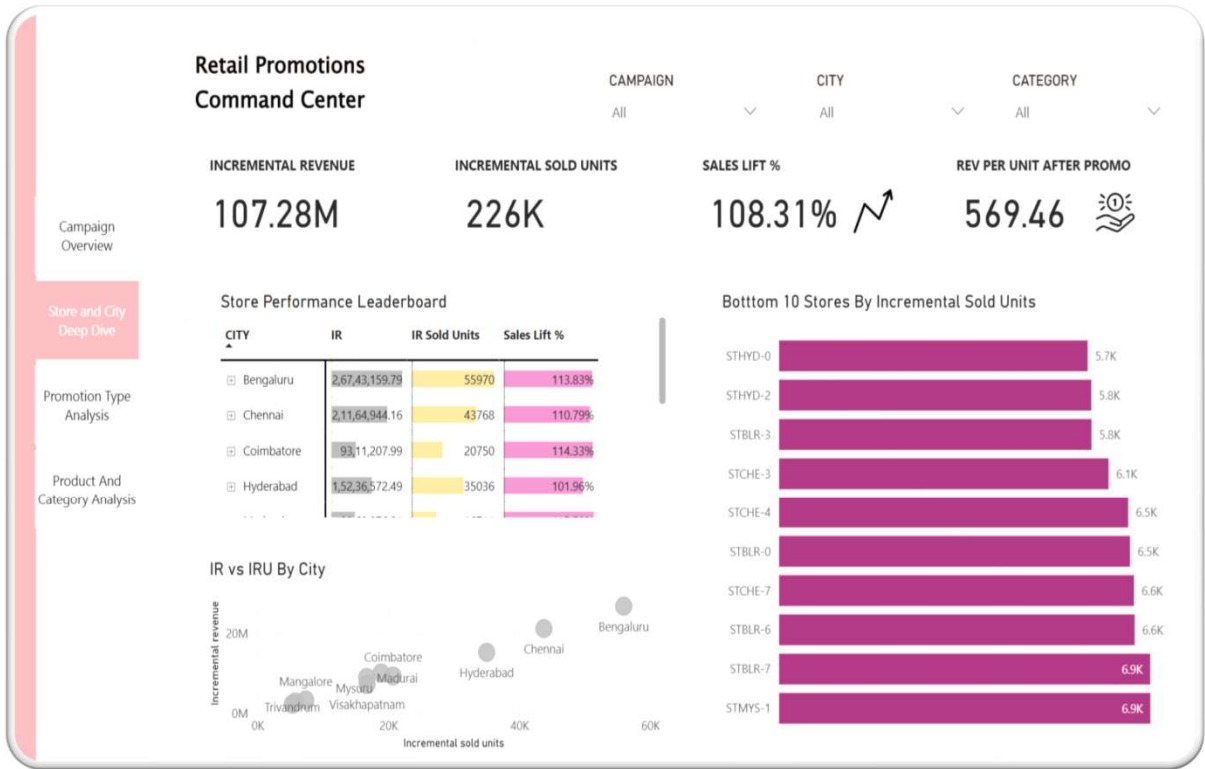 Retail Promotions
Command Center
CAMPAIGN
All
CITY
All
CATEGORY
All
INCREMENTAL REVENUE
107.28M
INCREMENTAL SOLD UNITS
226K
SALES LIFT %
108.31%
REV PER UNIT AFTER PROMO
569.46
1
Campaign
Overview
Store and City
Deep Dive
Promotion Type
Analysis
Product And
Category Analysis
Store Performance Leaderboard
CITY IR IR Sold Units Sales Lift %
Bengaluru 2,67,43,159.79 55970 113.83%
Chennai 2,11,64,944.16 43768 110.79%
Coimbatore 93,11,207.99 20750 114.33%
Hyderabad 1,52,36,572.49 35036 101.96%
IR vs IRU By City
Incremental revenue
20M
0M
Bengaluru
Chennai
Hyderabad
Coimbatore
Madurai
Mangalore
Mysuru
Trivandrum
Visakhapatnam
0K 20K 40K 60K
Incremental sold units
Botttom 10 Stores By Incremental Sold Units
STHYD-0 5.7K
STHYD-2 5.8K
STBLR-3 5.8K
STCHE-3 6.1K
STCHE-4 6.5K
STBLR-0 6.5K
STCHE-7 6.6K
STBLR-6 6.6K
STBLR-7 6.9K
STMYS-1 6.9K